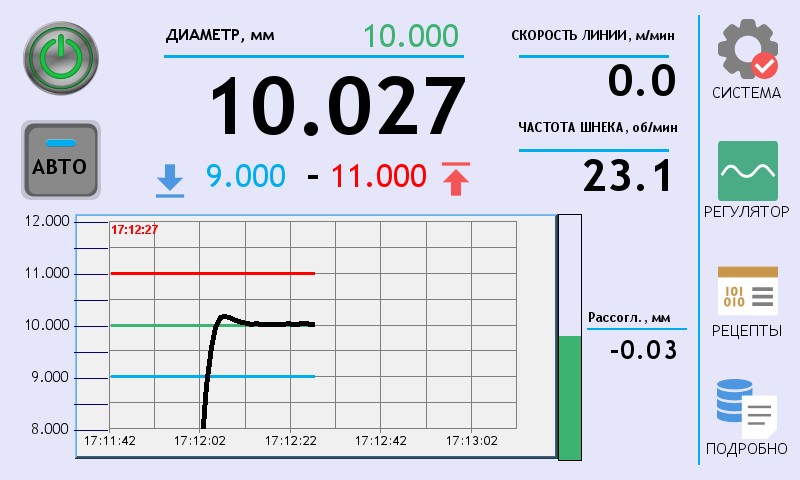 ДИАМЕТР, мм
10.000
СКОРОСТЬ ЛИНИИ, м/мин
10.027
0.0
СИСТЕМА
ЧАСТОТА ШНЕКА, об/мин
АВТО
9.000 - 11.000
23.1
РЕГУЛЯТОР
12.000
17:12:27
11.000
101
010
10.000
Рассогл., мм
РЕЦЕПТЫ
-0.03
9.000
8.000
17:11:42 17:12:02 17:12:22 17:12:42 17:13:02
ПОДРОБНО